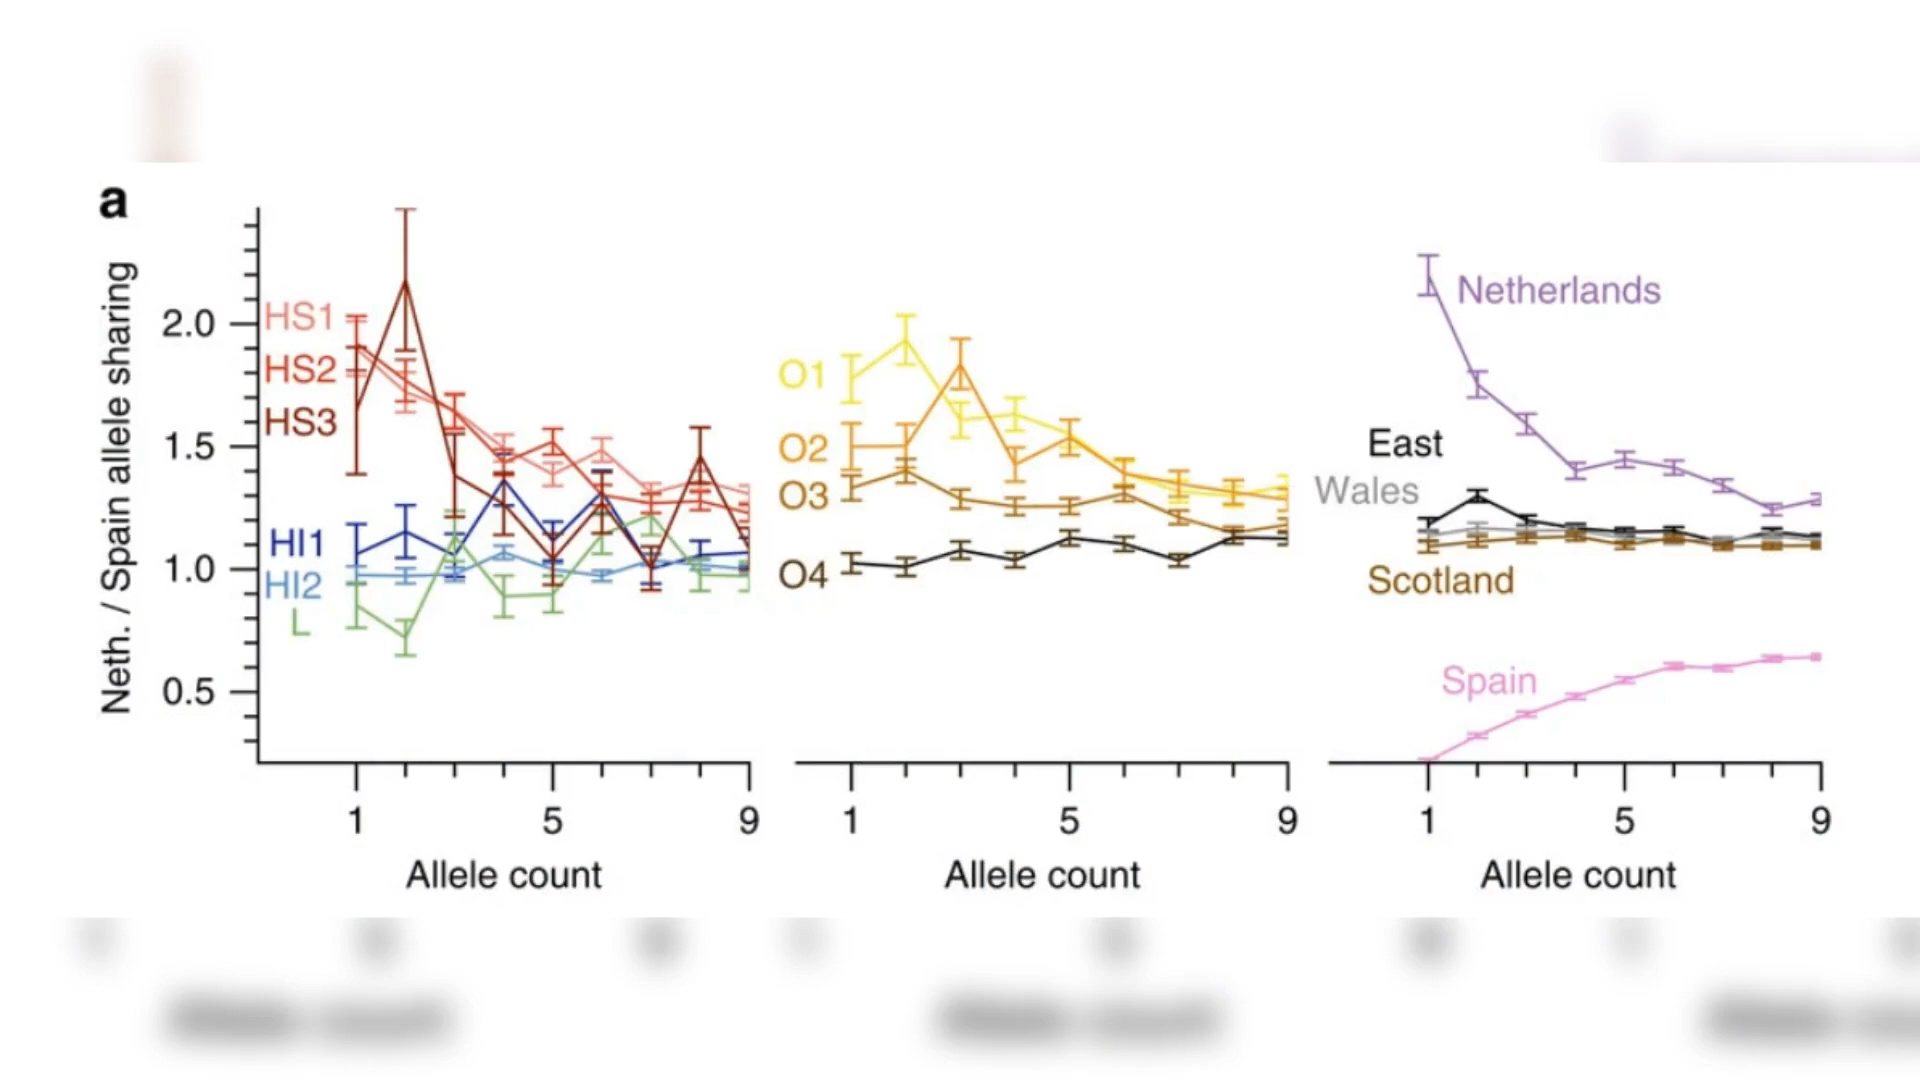 a
Neth. / Spain allele sharing
2.0
1.5
1.0
0.5
HS1
HS2
HS3
HI1
HI2
L
1 5 9
Allele count
O1
O2
O3
O4
1 5 9
Allele count
Netherlands
East
Wales
Scotland
Spain
1 5 9
Allele count